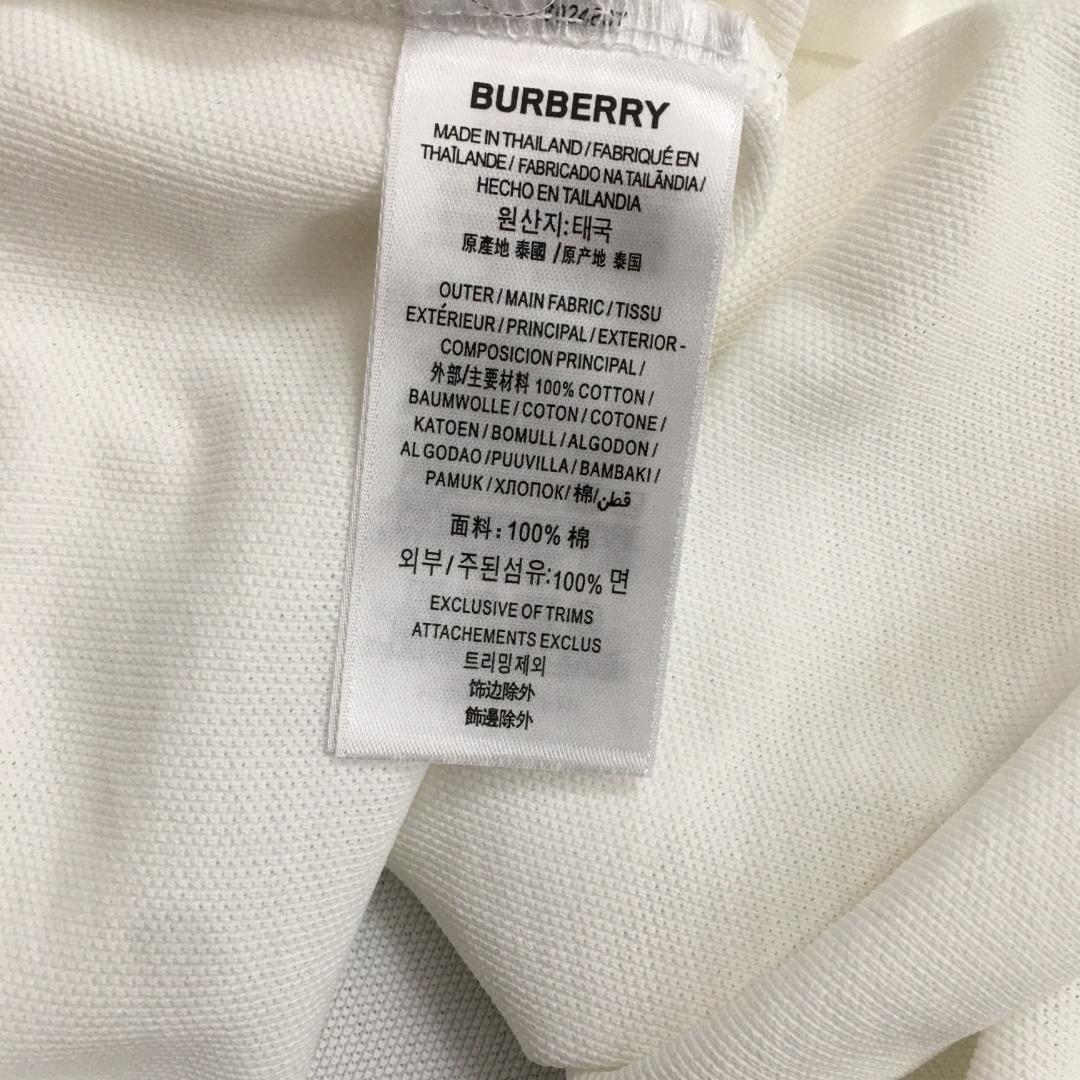 BURBERRY
MADE IN THAILAND / FABRIQUÉ EN
THAÏLANDE / FABRICADO NA TAILÂNDIA /
HECHO EN TAILANDIA
원산지:태국
原產地 泰國 /原产地 泰国
OUTER / MAIN FABRIC / TISSU
EXTÉRIEUR / PRINCIPAL / EXTERIOR -
COMPOSICION PRINCIPAL /
外部/主要材料 100% COTTON /
BAUMWOLLE / COTON / COTONE /
KATOEN / BOMULL / ALGODON /
ALGODAO /PUUVILLA / BAMBAKI /
PAMUK / ХЛОПОК/ 棉/قطن
面料: 100% 棉
외부/주된섬유:100% 면
EXCLUSIVE OF TRIMS
ATTACHEMENTS EXCLUS
트리밍제외
饰边除外
飾邊除外